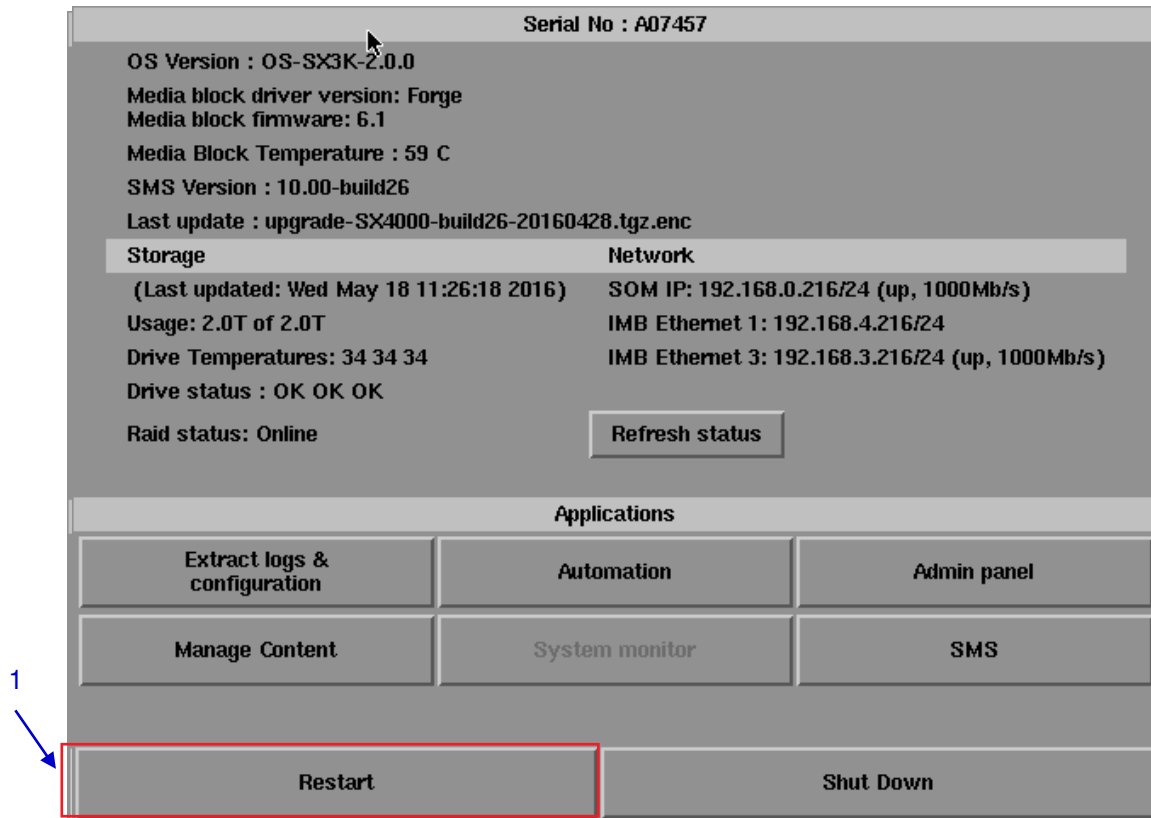 Serial No : A07457
OS Version : OS-SX3K-2.0.0
Media block driver version: Forge
Media block firmware: 6.1
Media Block Temperature : 59 C
SMS Version : 10.00-build26
Last update : upgrade-SX4000-build26-20160428.tgz.enc
Storage
(Last updated: Wed May 18 11:26:18 2016)
Usage: 2.0T of 2.0T
Drive Temperatures: 34 34 34
Drive status : OK OK OK
Raid status: Online
Network
SOM IP: 192.168.0.216/24 (up, 1000Mb/s)
IMB Ethernet 1: 192.168.4.216/24
IMB Ethernet 3: 192.168.3.216/24 (up, 1000Mb/s)
Refresh status
Applications
Extract logs &
configuration
Automation
Admin panel
Manage Content
System monitor
SMS
1
Restart
Shut Down